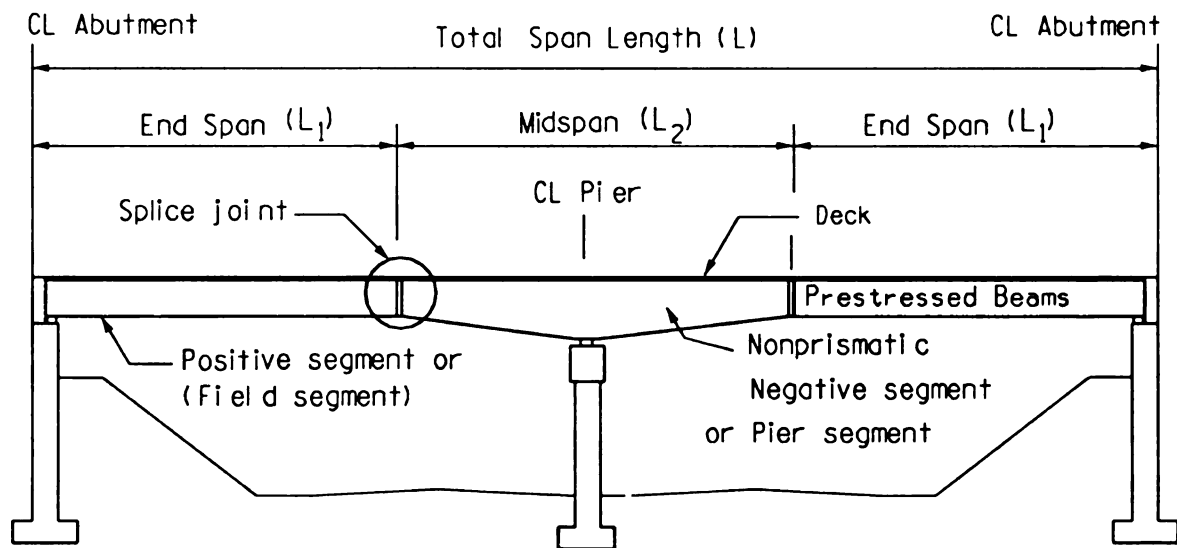 CL Abutment
CL Abutment
Total Span Length (L)
End Span (L₁)
Midspan (L₂)
End Span (L₁)
Splice joint
CL Pier
Deck
Prestressed Beams
Positive segment or
(Field segment)
Nonprismatic
Negative segment
or Pier segment